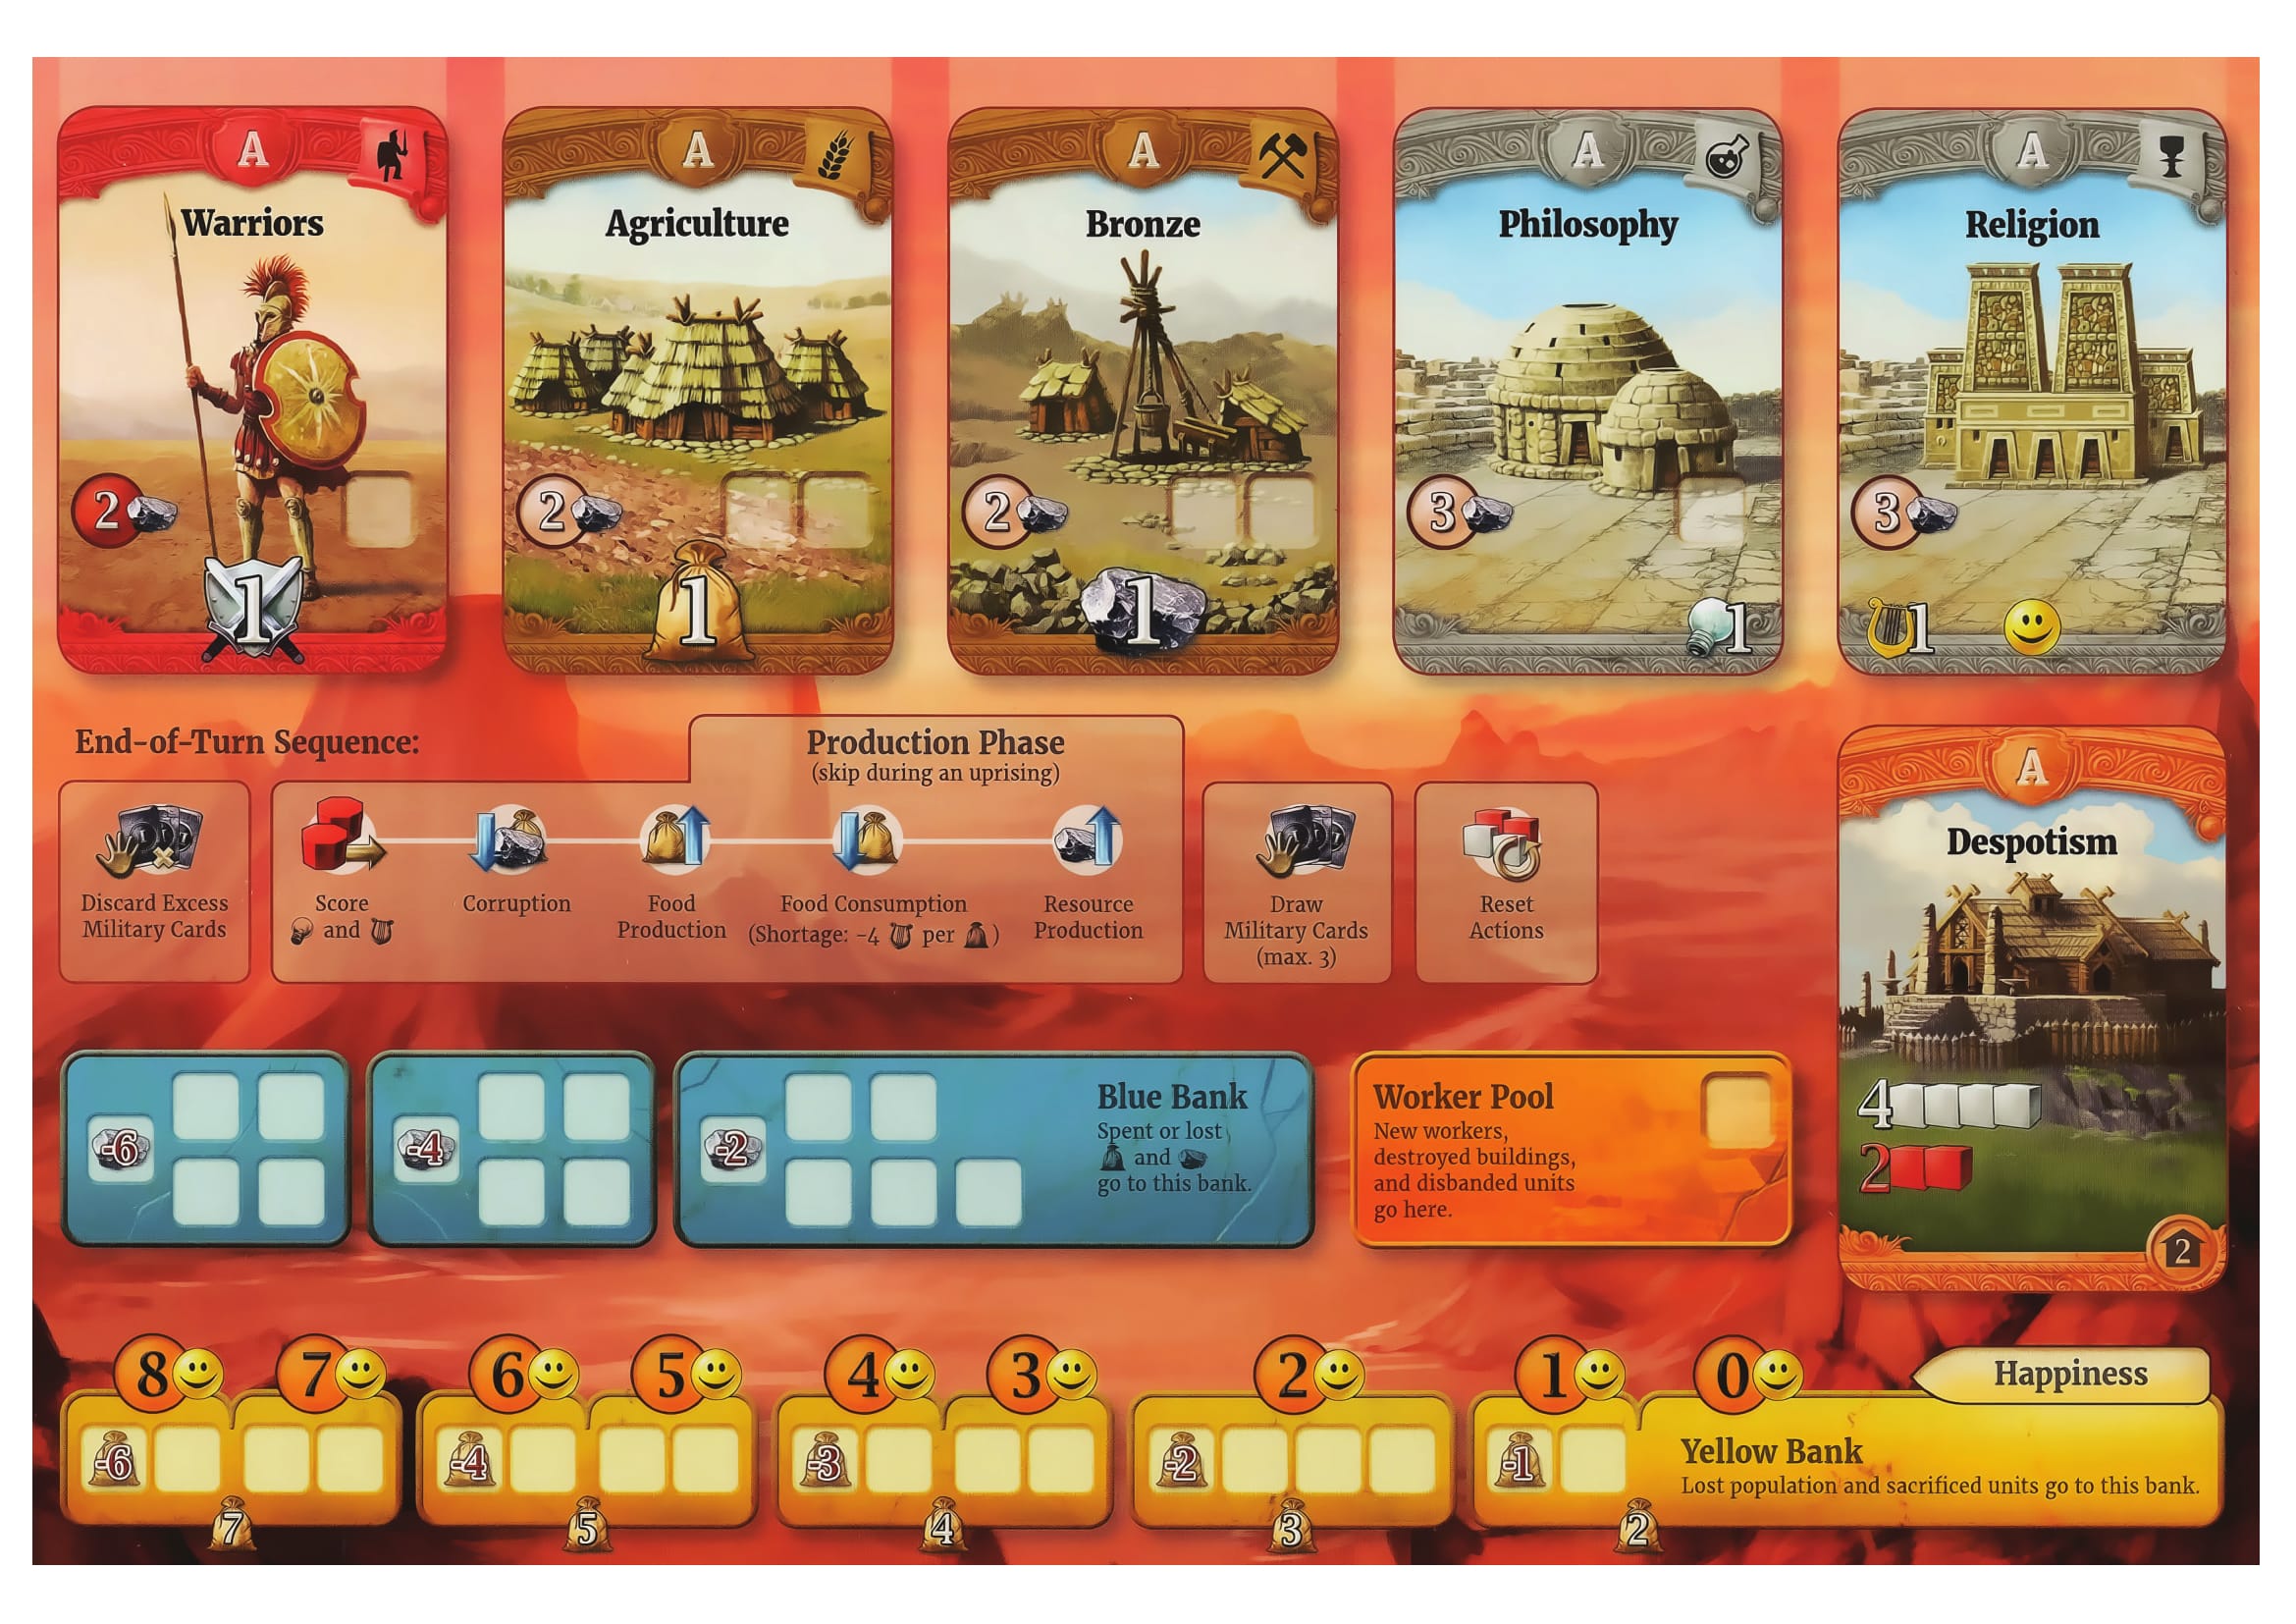 A
A
A
A
A
Warriors
Agriculture
Bronze
Philosophy
Religion
2
2
2
3
3
1
1
1
1
1
End-of-Turn Sequence:
Production Phase
(skip during an uprising)
Discard Excess
Military Cards
Score
and
Corruption
Food
Production
Food Consumption
(Shortage: -4 per )
Resource
Production
Draw
Military Cards
(max. 3)
Reset
Actions
A
Despotism
4
2
2
-6
-4
-2
Blue Bank
Spent or lost
and
go to this bank.
Worker Pool
New workers,
destroyed buildings,
and disbanded units
go here.
8
7
6
5
4
3
2
1
0
Happiness
-6
-4
-3
-2
-1
Yellow Bank
Lost population and sacrificed units go to this bank.
7
5
4
3
2